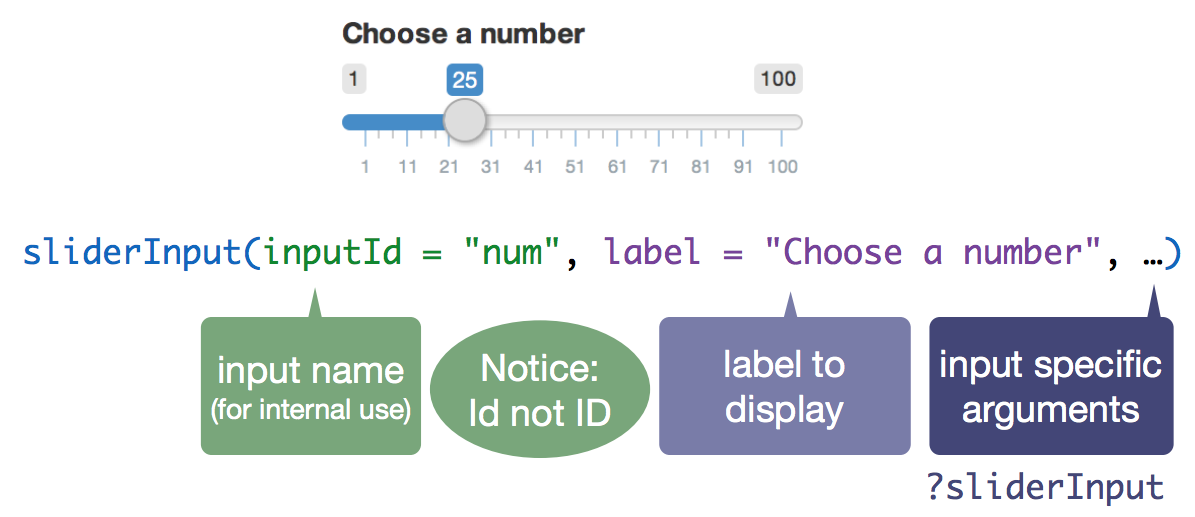 Choose a number
1 25 100
1 11 21 31 41 51 61 71 81 91 100
sliderInput(inputId = "num", label = "Choose a number", …)
input name
(for internal use)
Notice:
Id not ID
label to
display
input specific
arguments
?sliderInput